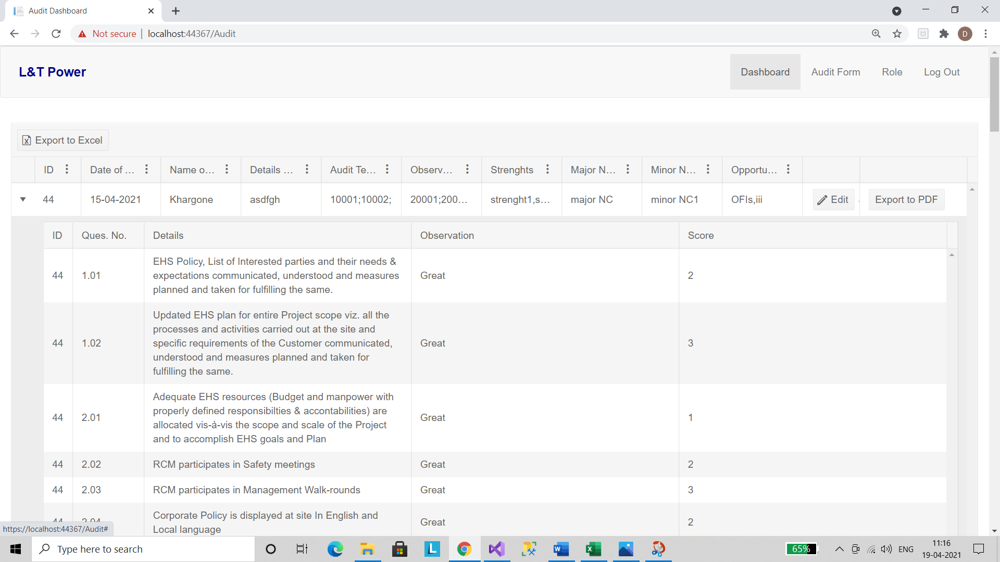 Audit Dashboard
Not secure | localhost:44367/Audit
D
L&T Power
Dashboard Audit Form Role Log Out
Export to Excel
ID Date of ... Name o... Details ... Audit Te... Observ... Strenghts Major N... Minor N... Opportu...
44 15-04-2021 Khargone asdfgh 10001;10002; 20001;200... strenght1,s... major NC minor NC1 OFIs,iii Edit Export to PDF
ID Ques. No. Details Observation Score
EHS Policy, List of Interested parties and their needs &
44 1.01 expectations communicated, understood and measures Great 2
planned and taken for fulfilling the same.
Updated EHS plan for entire Project scope viz. all the
processes and activities carried out at the site and
44 1.02 specific requirements of the Customer communicated, Great 3
understood and measures planned and taken for
fulfilling the same.
Adequate EHS resources (Budget and manpower with
44 2.01 properly defined responsibilties & accontabilities) are Great 1
allocated vis-à-vis the scope and scale of the Project
and to accomplish EHS goals and Plan
44 2.02 RCM participates in Safety meetings Great 2
44 2.03 RCM participates in Management Walk-rounds Great 3
44 2.04 Corporate Policy is displayed at site In English and Great 2
Local language
https://localhost:44367/Audit#
Type here to search
L
W
X
65%
ENG
11:16
19-04-2021